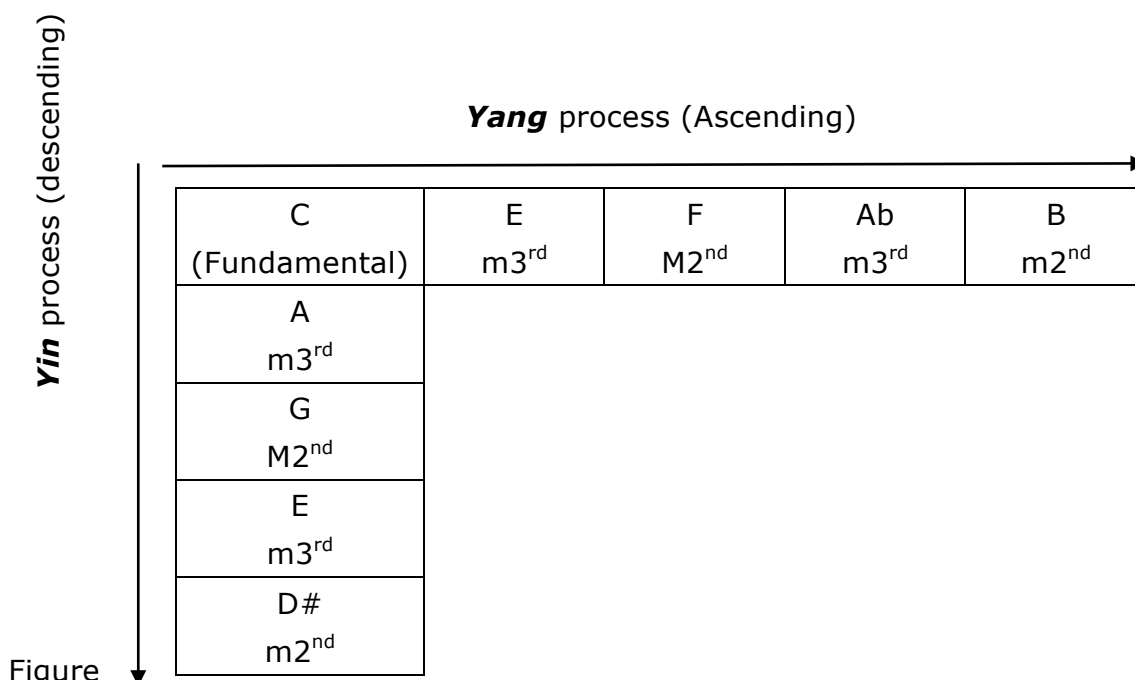 Yin process (descending)
Yang process (Ascending)
C E F Ab B
(Fundamental) m3rd M2nd m3rd m2nd
A
m3rd
G
M2nd
E
m3rd
D#
m2nd
Figure